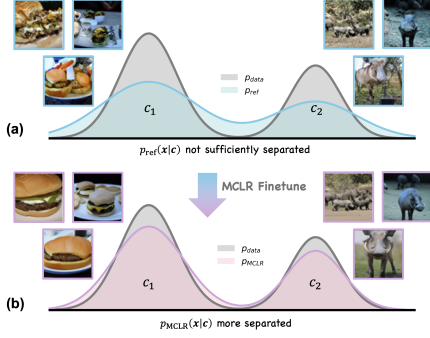 p_data
p_ref
c_1
c_2
(a)
p_ref(x|c) not sufficiently separated
MCLR Finetune
p_data
p_MCLR
c_1
c_2
(b)
p_MCLR(x|c) more separated